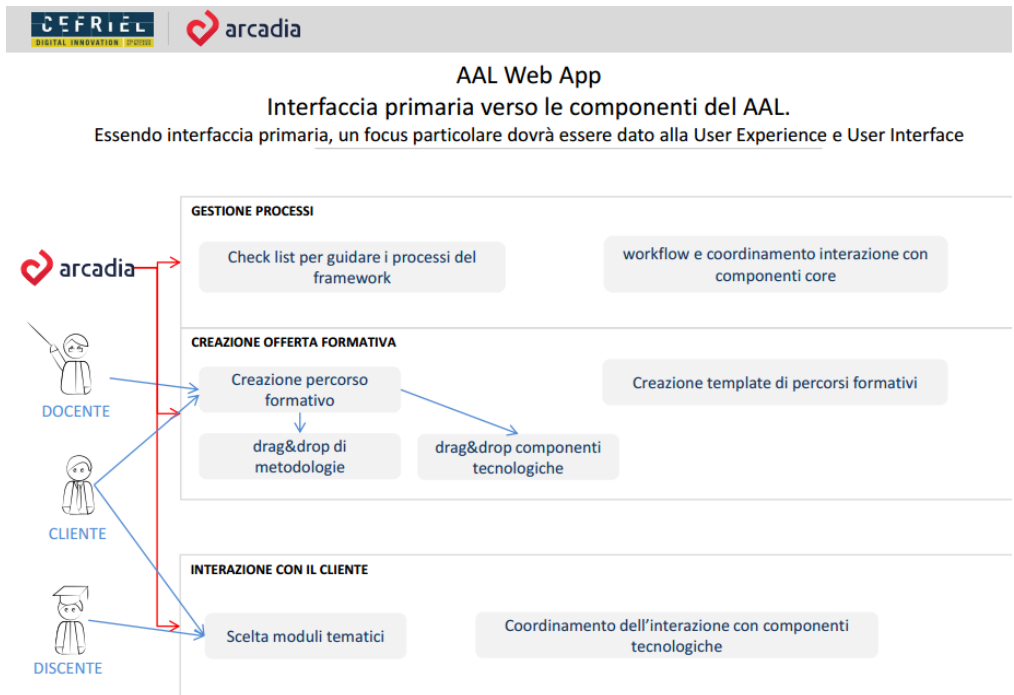 CEFRIEL
DIGITAL INNOVATION
arcadia
AAL Web App
Interfaccia primaria verso le componenti del AAL.
Essendo interfaccia primaria, un focus particolare dovrà essere dato alla User Experience e User Interface
GESTIONE PROCESSI
Check list per guidare i processi del
framework
workflow e coordinamento interazione con
componenti core
arcadia
CREAZIONE OFFERTA FORMATIVA
Creazione percorso
formativo
Creazione template di percorsi formativi
DOCENTE
drag&drop di
metodologie
drag&drop componenti
tecnologiche
CLIENTE
INTERAZIONE CON IL CLIENTE
Scelta moduli tematici
Coordinamento dell'interazione con componenti
tecnologiche
DISCENTE